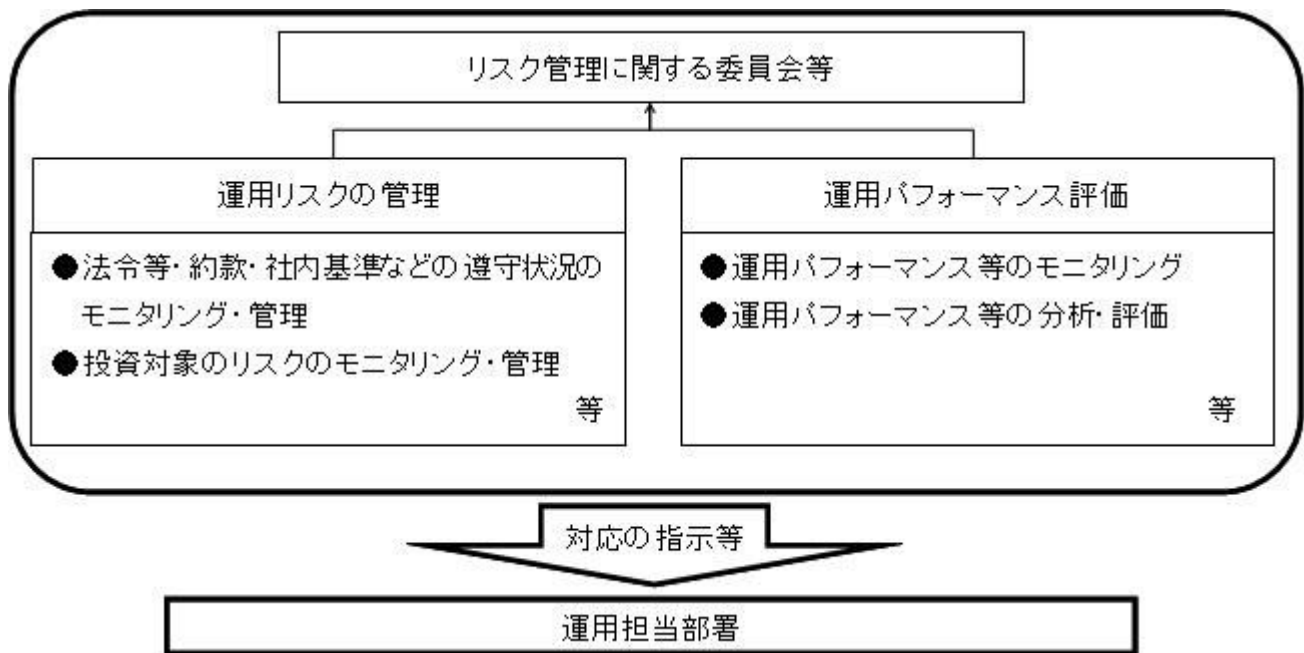 リスク管理に関する委員会等
運用リスクの管理
●法令等・約款・社内基準などの遵守状況の
モニタリング・管理
●投資対象のリスクのモニタリング・管理
等
運用パフォーマンス評価
●運用パフォーマンス等のモニタリング
●運用パフォーマンス等の分析・評価
等
対応の指示等
運用担当部署